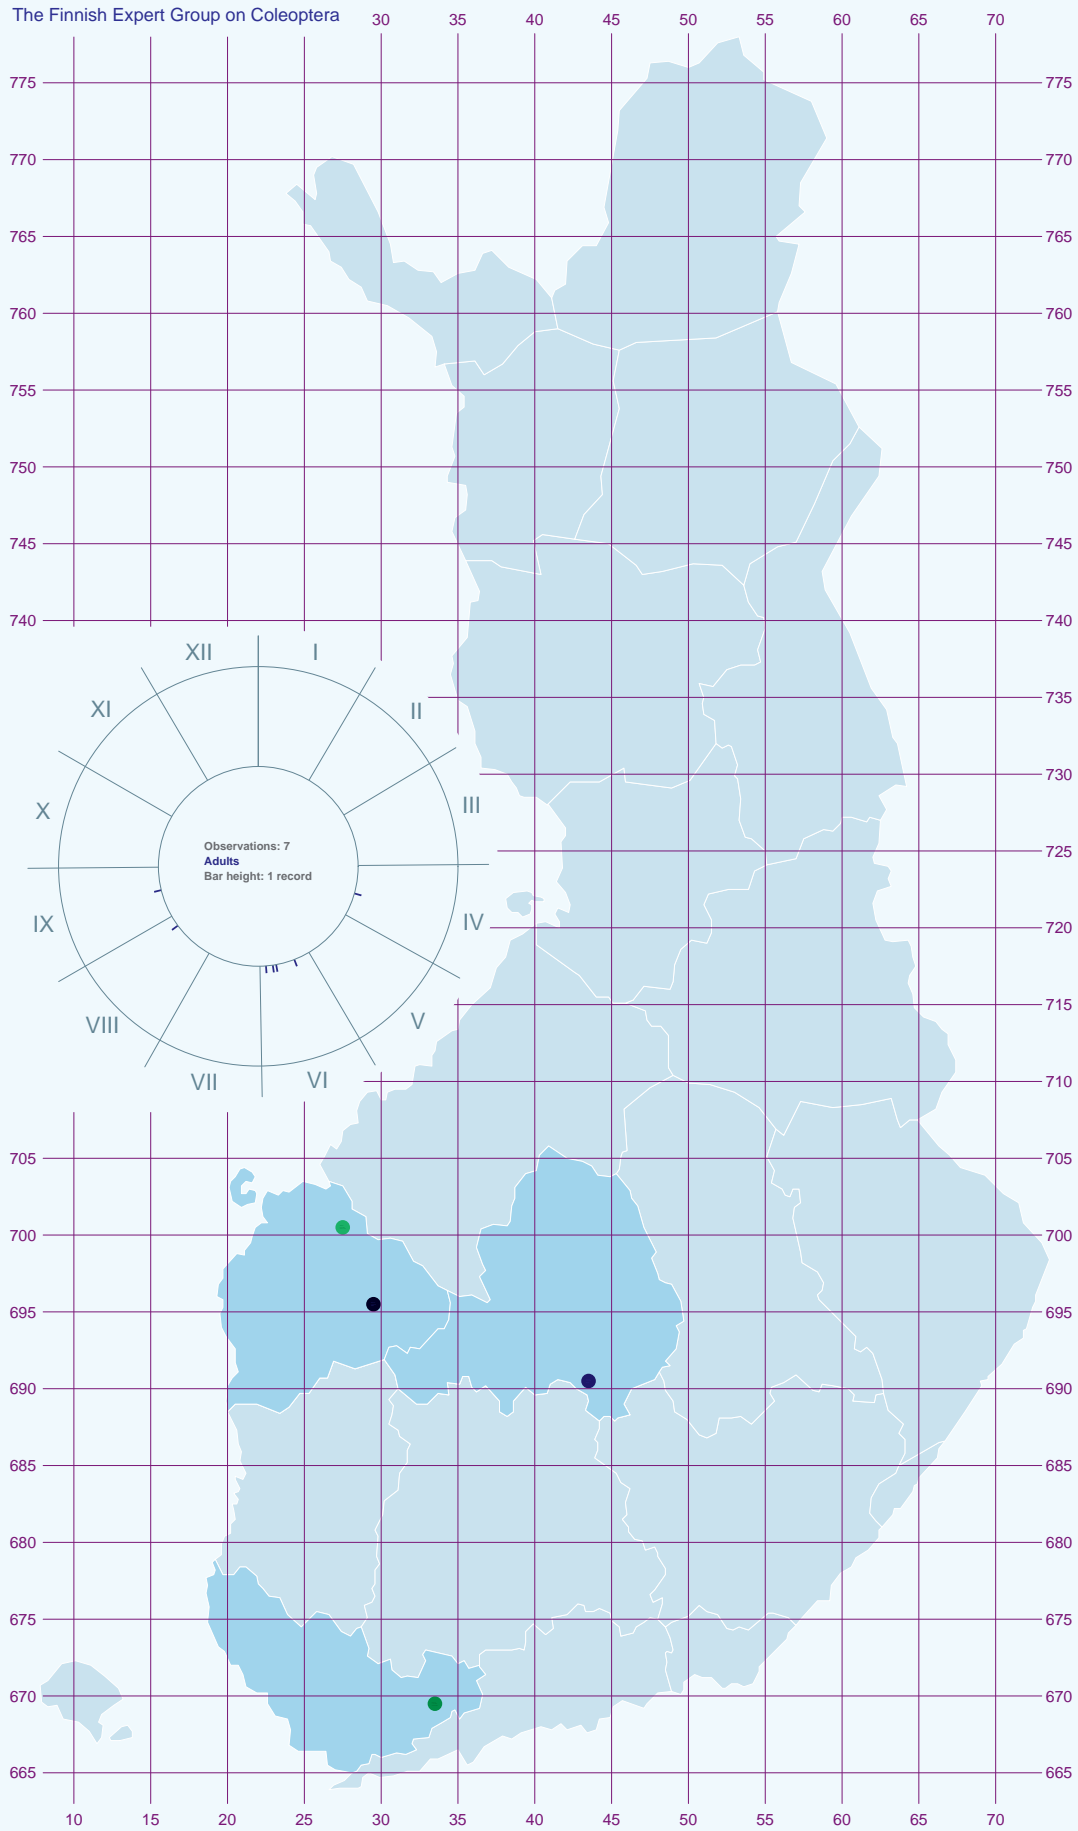 The Finnish Expert Group on Coleoptera
30 35 40 45 50 55 60 65 70
775 775
770 770
765 765
760 760
755 755
750 750
745 745
740 740
XII I
XI II
735
730
X III
Observations: 7
Adults
Bar height: 1 record
725
IX IV
720
VIII V
715
VII VI
710
705 705
700 700
695 695
690 690
685 685
680 680
675 675
670 670
665 665
10 15 20 25 30 35 40 45 50 55 60 65 70